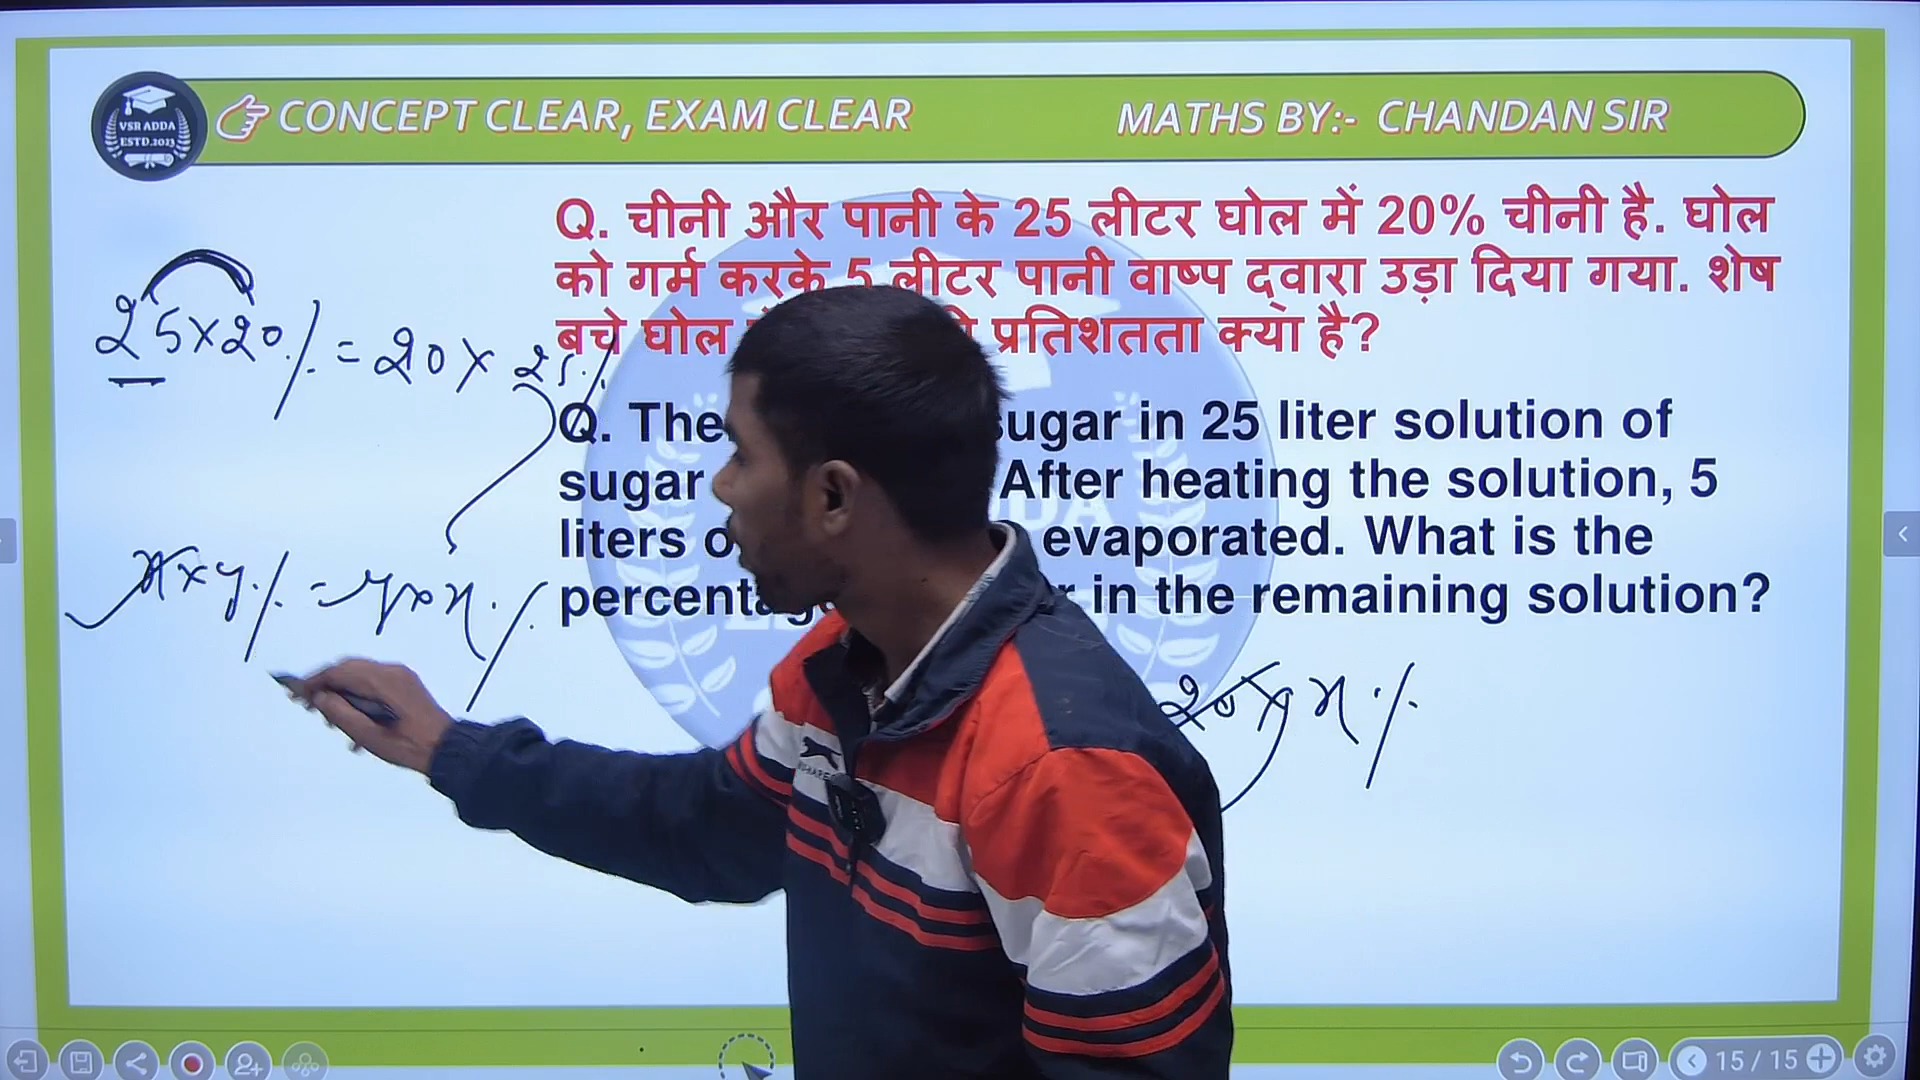 VSR ADDA
ESTD.2023
CONCEPT CLEAR, EXAM CLEAR
MATHS BY:- CHANDAN SIR
Q. चीनी और पानी के 25 लीटर घोल में 20% चीनी है. घोल
को गर्म करके 5 लीटर पानी वाष्प द्वारा उड़ा दिया गया. शेष
बचे घोल प्रतिशतता क्या है?
25×20% = 20×25%
Q. The sugar in 25 liter solution of
sugar After heating the solution, 5
liters evaporated. What is the
in the remaining solution?
x×y% = y×x%
20× x%
15/15